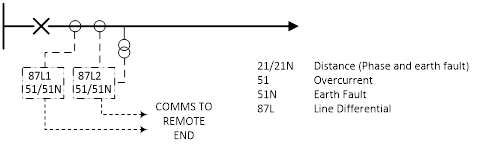 87L1
51/51N
87L2
51/51N
COMMS TO
REMOTE
END
21/21N Distance (Phase and earth fault)
51 Overcurrent
51N Earth Fault
87L Line Differential